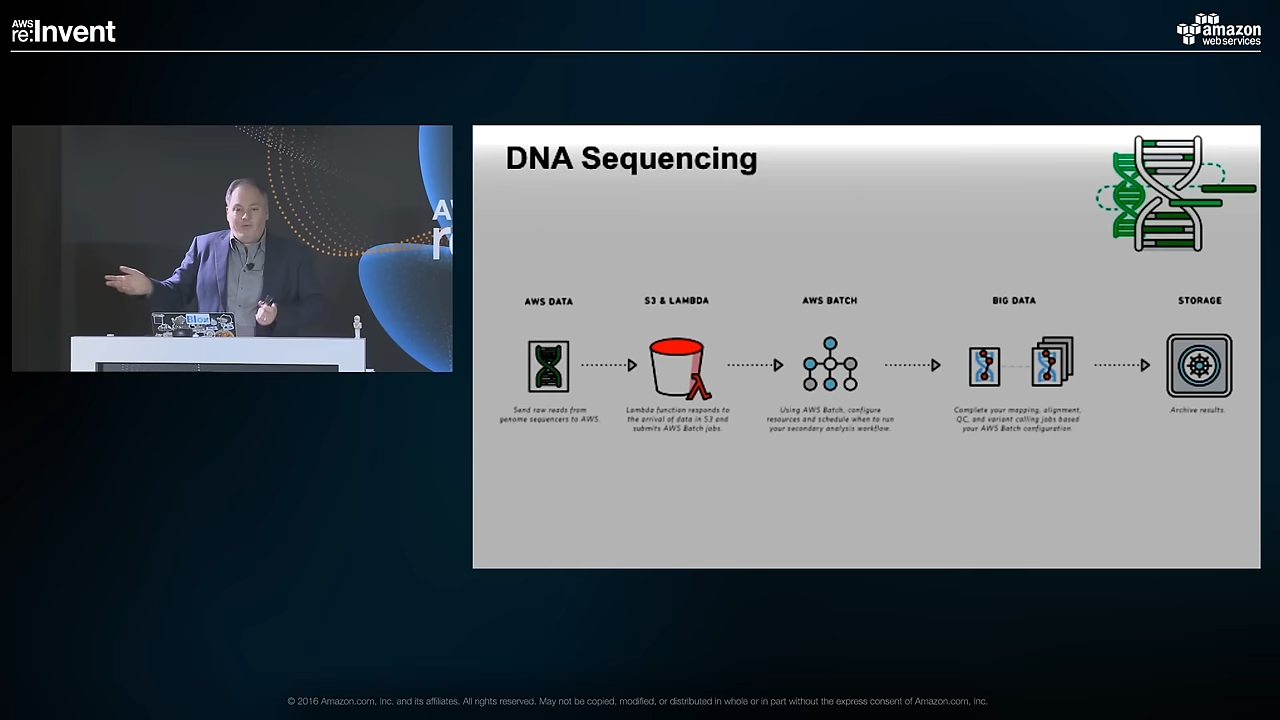 AWS
re:Invent
amazon
web services
Blox
DNA Sequencing
AWS DATA
S3 & LAMBDA
AWS BATCH
BIG DATA
STORAGE
Send raw reads from
genome sequencers to AWS.
Lambda function responds to
the arrival of data in S3 and
submits AWS Batch jobs.
Using AWS Batch, configure
resources and schedule when to run
your secondary analysis workflow.
Complete your mapping, alignment,
QC, and variant calling jobs based
your AWS Batch configuration
Archive results.
© 2016 Amazon.com, Inc. and its affiliates. All rights reserved. May not be copied, modified, or distributed in whole or in part without the express consent of Amazon.com, Inc.